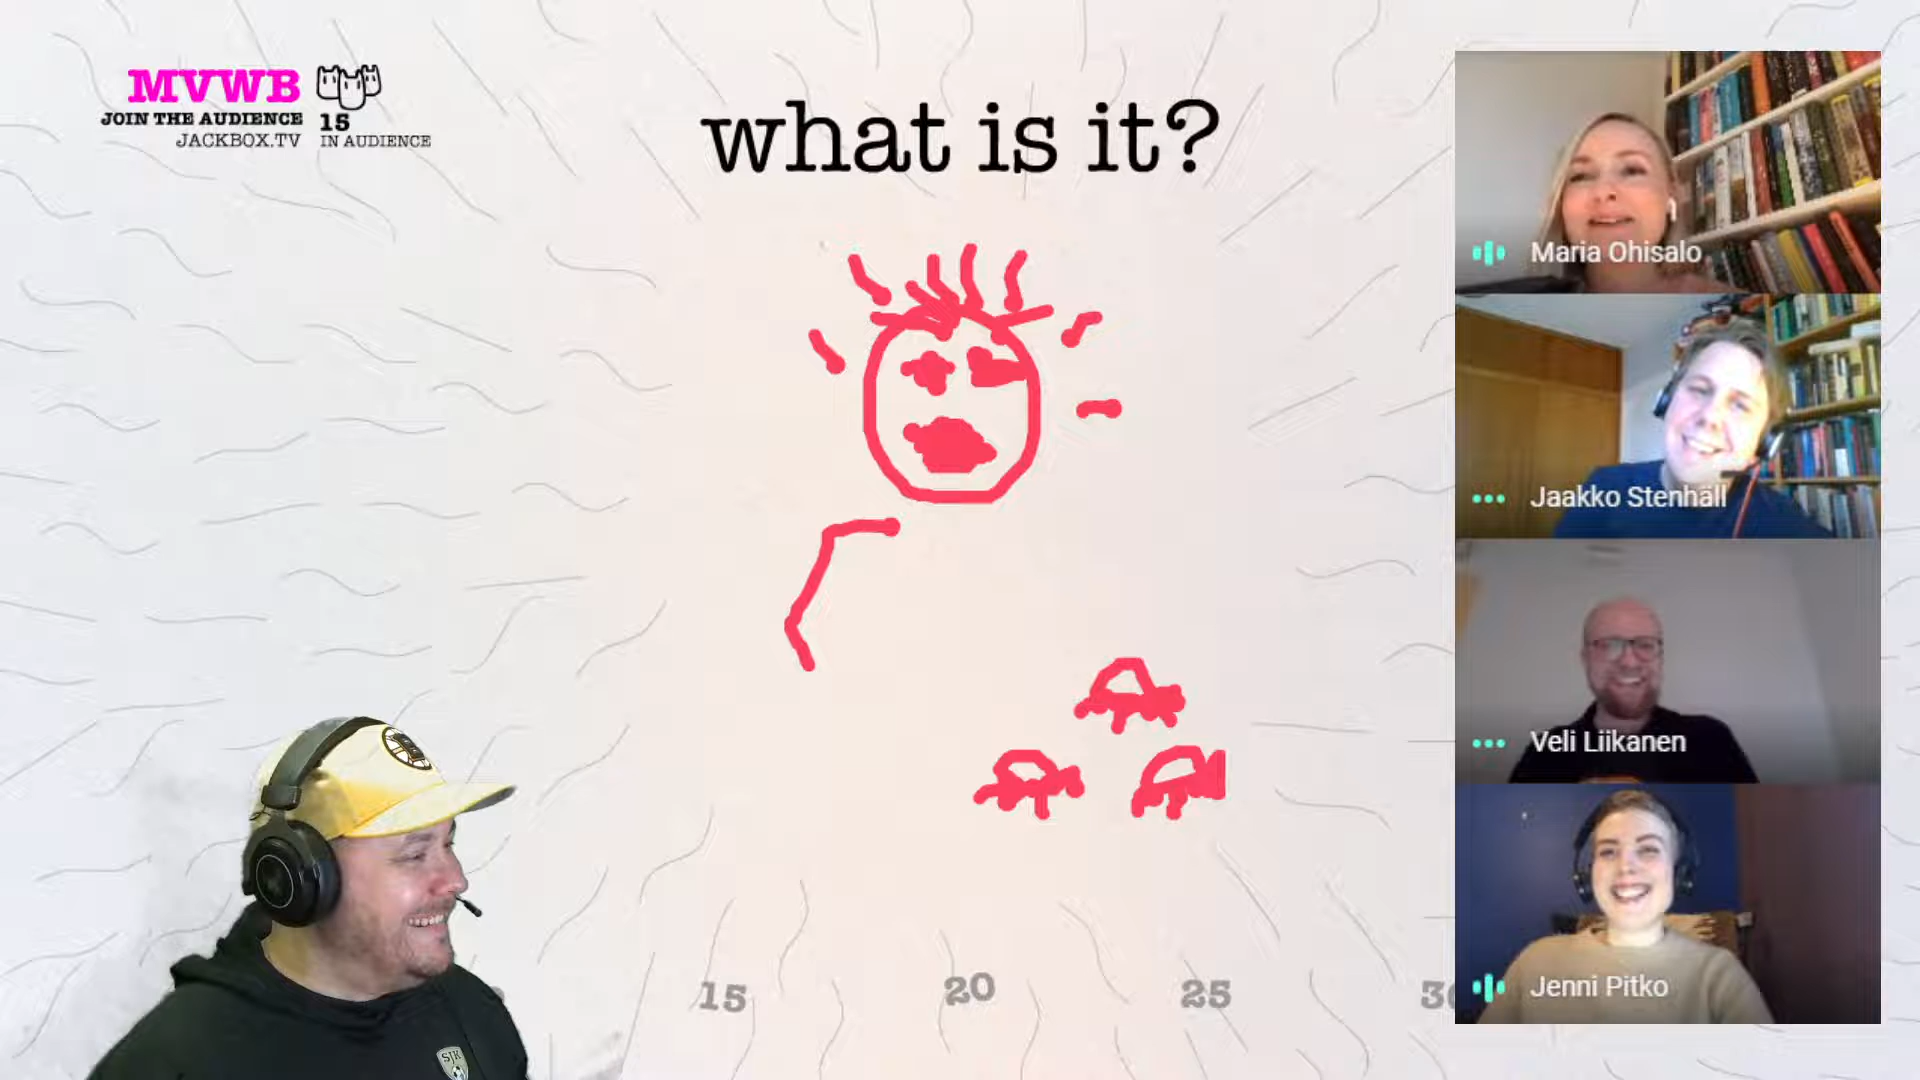 MVWB
JOIN THE AUDIENCE
JACKBOX.TV
15
IN AUDIENCE
what is it?
Maria Ohisalo
Jaakko Stenhäll
Veli Liikanen
Jenni Pitko
15
20
25
SJK